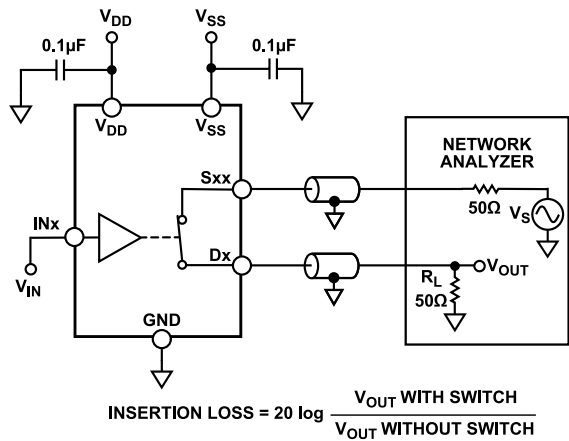 VDD
VSS
0.1µF
0.1µF
VDD
VSS
NETWORK
ANALYZER
Sxx
50Ω
VS
INx
Dx
VOUT
RL
50Ω
VIN
GND
INSERTION LOSS = 20 log VOUT WITH SWITCH
VOUT WITHOUT SWITCH